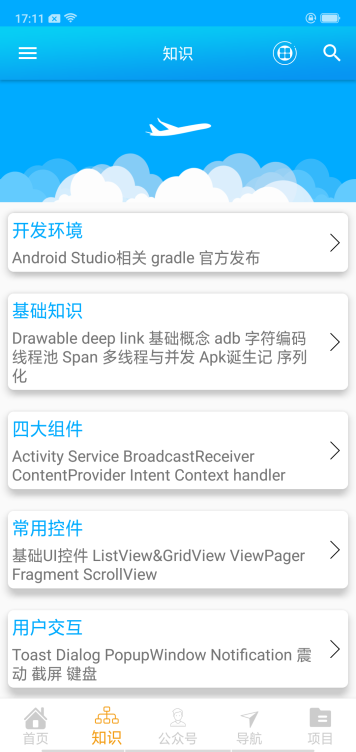 17:11
知识
开发环境
Android Studio相关 gradle 官方发布
基础知识
Drawable deep link 基础概念 adb 字符编码
线程池 Span 多线程与并发 Apk诞生记 序列
化
四大组件
Activity Service BroadcastReceiver
ContentProvider Intent Context handler
常用控件
基础UI控件 ListView&GridView ViewPager
Fragment ScrollView
用户交互
Toast Dialog PopupWindow Notification 震
动 截屏 键盘
首页 知识 公众号 导航 项目